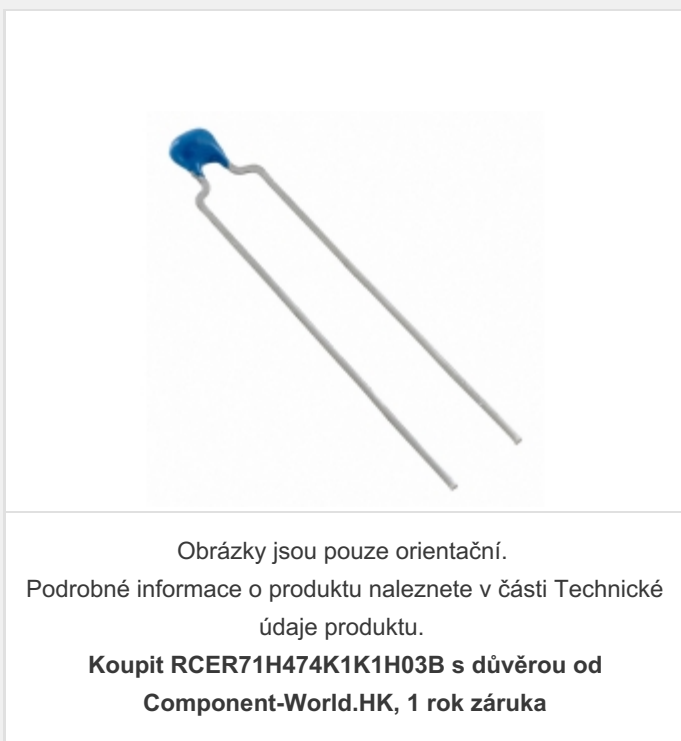 Obrázky jsou pouze orientační.
Podrobné informace o produktu naleznete v části Technické
údaje produktu.
Koupit RCER71H474K1K1H03B s důvěrou od
Component-World.HK, 1 rok záruka